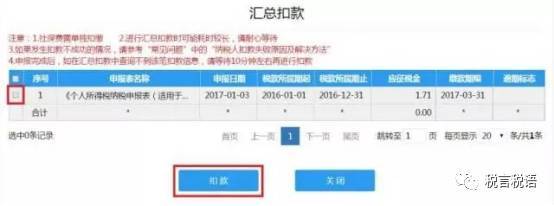 汇总扣款
注意：1.社保费需单独扣缴 2.进行汇总扣款时可能耗时较长，请耐心等待
3.如果发生扣款不成功的情况，请参考“常见问题”中的“纳税人扣款失败原因及解决方法”
4.申报完成后，如在汇总扣款中查询不到该笔扣款信息，请等待10分钟左右再进行扣款
序号 申报表名称 申报日期 税款所属期起 税款所属期止 应征税额 缴款期限 逾期标志
1 《个人所得税纳税申报表（适用于... 2017-01-03 2016-01-01 2016-12-31 1.71 2017-03-31
合计 * * * * 0.00 * *
选中0条记录 首页 上一页 1 下一页 尾页 跳转至 1 页 每页显示 20 条/共1条
扣款 关闭
税言税语